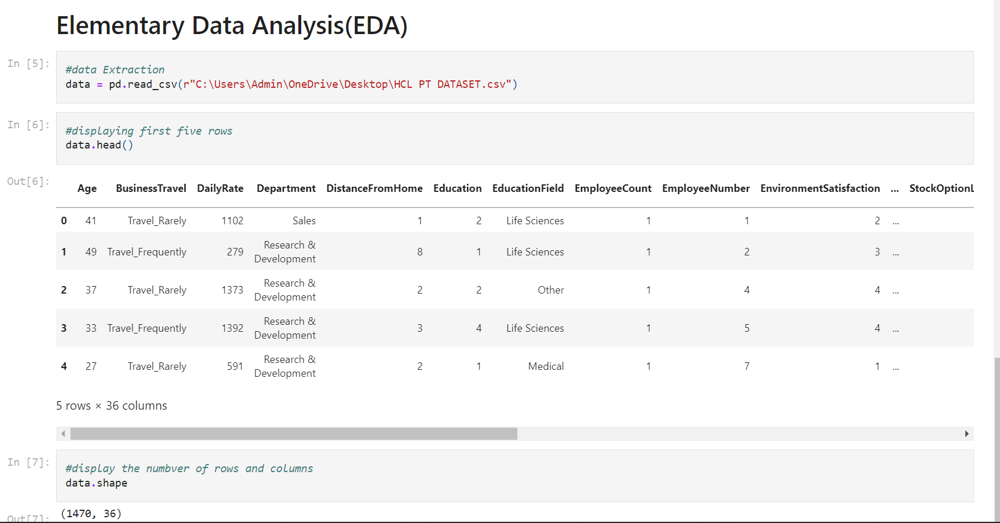 Elementary Data Analysis(EDA)
In [5]:
#data Extraction
data = pd.read_csv(r"C:\Users\Admin\OneDrive\Desktop\HCL PT DATASET.csv")
In [6]:
#displaying first five rows
data.head()
Out[6]:
Age BusinessTravel DailyRate Department DistanceFromHome Education EducationField EmployeeCount EmployeeNumber EnvironmentSatisfaction ... StockOptionL
0 41 Travel_Rarely 1102 Sales 1 2 Life Sciences 1 1 2 ...
1 49 Travel_Frequently 279 Research & Development 8 1 Life Sciences 1 2 3 ...
2 37 Travel_Rarely 1373 Research & Development 2 2 Other 1 4 4 ...
3 33 Travel_Frequently 1392 Research & Development 3 4 Life Sciences 1 5 4 ...
4 27 Travel_Rarely 591 Research & Development 2 1 Medical 1 7 1 ...
5 rows × 36 columns
In [7]:
#display the numbver of rows and columns
data.shape
Out[7]:
(1470, 36)